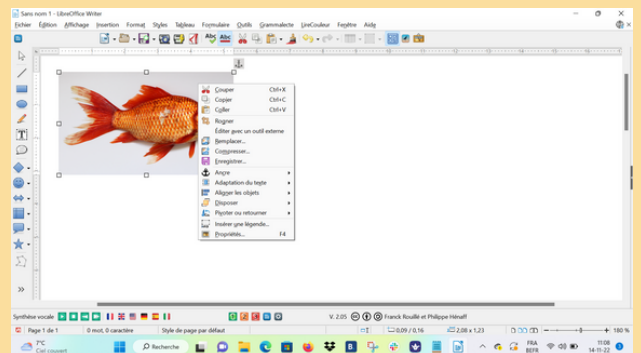 Sans nom 1 - LibreOffice Writer
Fichier Édition Affichage Insertion Format Styles Tableau Formulaire Outils Grammalecte LireCouleur Fenêtre Aide
Couper Ctrl+X
Copier Ctrl+C
Coller Ctrl+V
Rogner
Éditer avec un outil externe
Remplacer...
Compresser...
Enregistrer...
Ancre
Adaptation du texte
Aligner les objets
Disposer
Pivoter ou retourner
Insérer une légende...
Propriétés... F4
Synthèse vocale V. 2.05 Franck Rouillé et Philippe Hénaff
Page 1 de 1 0 mot, 0 caractère Style de page par défaut 0,09 / 0,16 2,08 x 1,23 100 %
7°C Recherche FRA 11:08
Ciel couvert BEFR 14-11-22